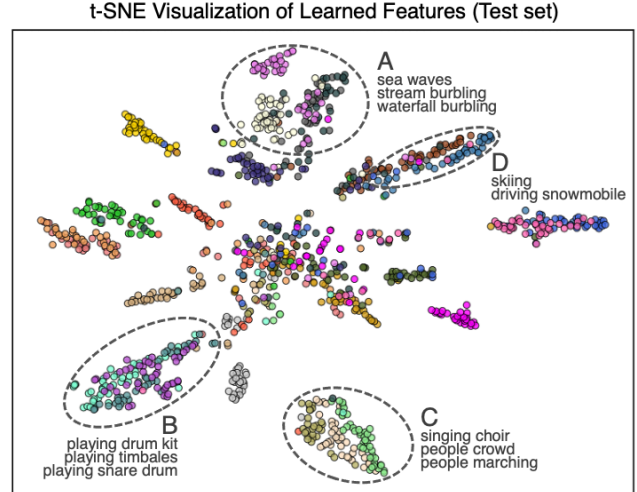 t-SNE Visualization of Learned Features (Test set)
A
sea waves
stream burbling
waterfall burbling
D
skiing
driving snowmobile
B
playing drum kit
playing timbales
playing snare drum
C
singing choir
people crowd
people marching